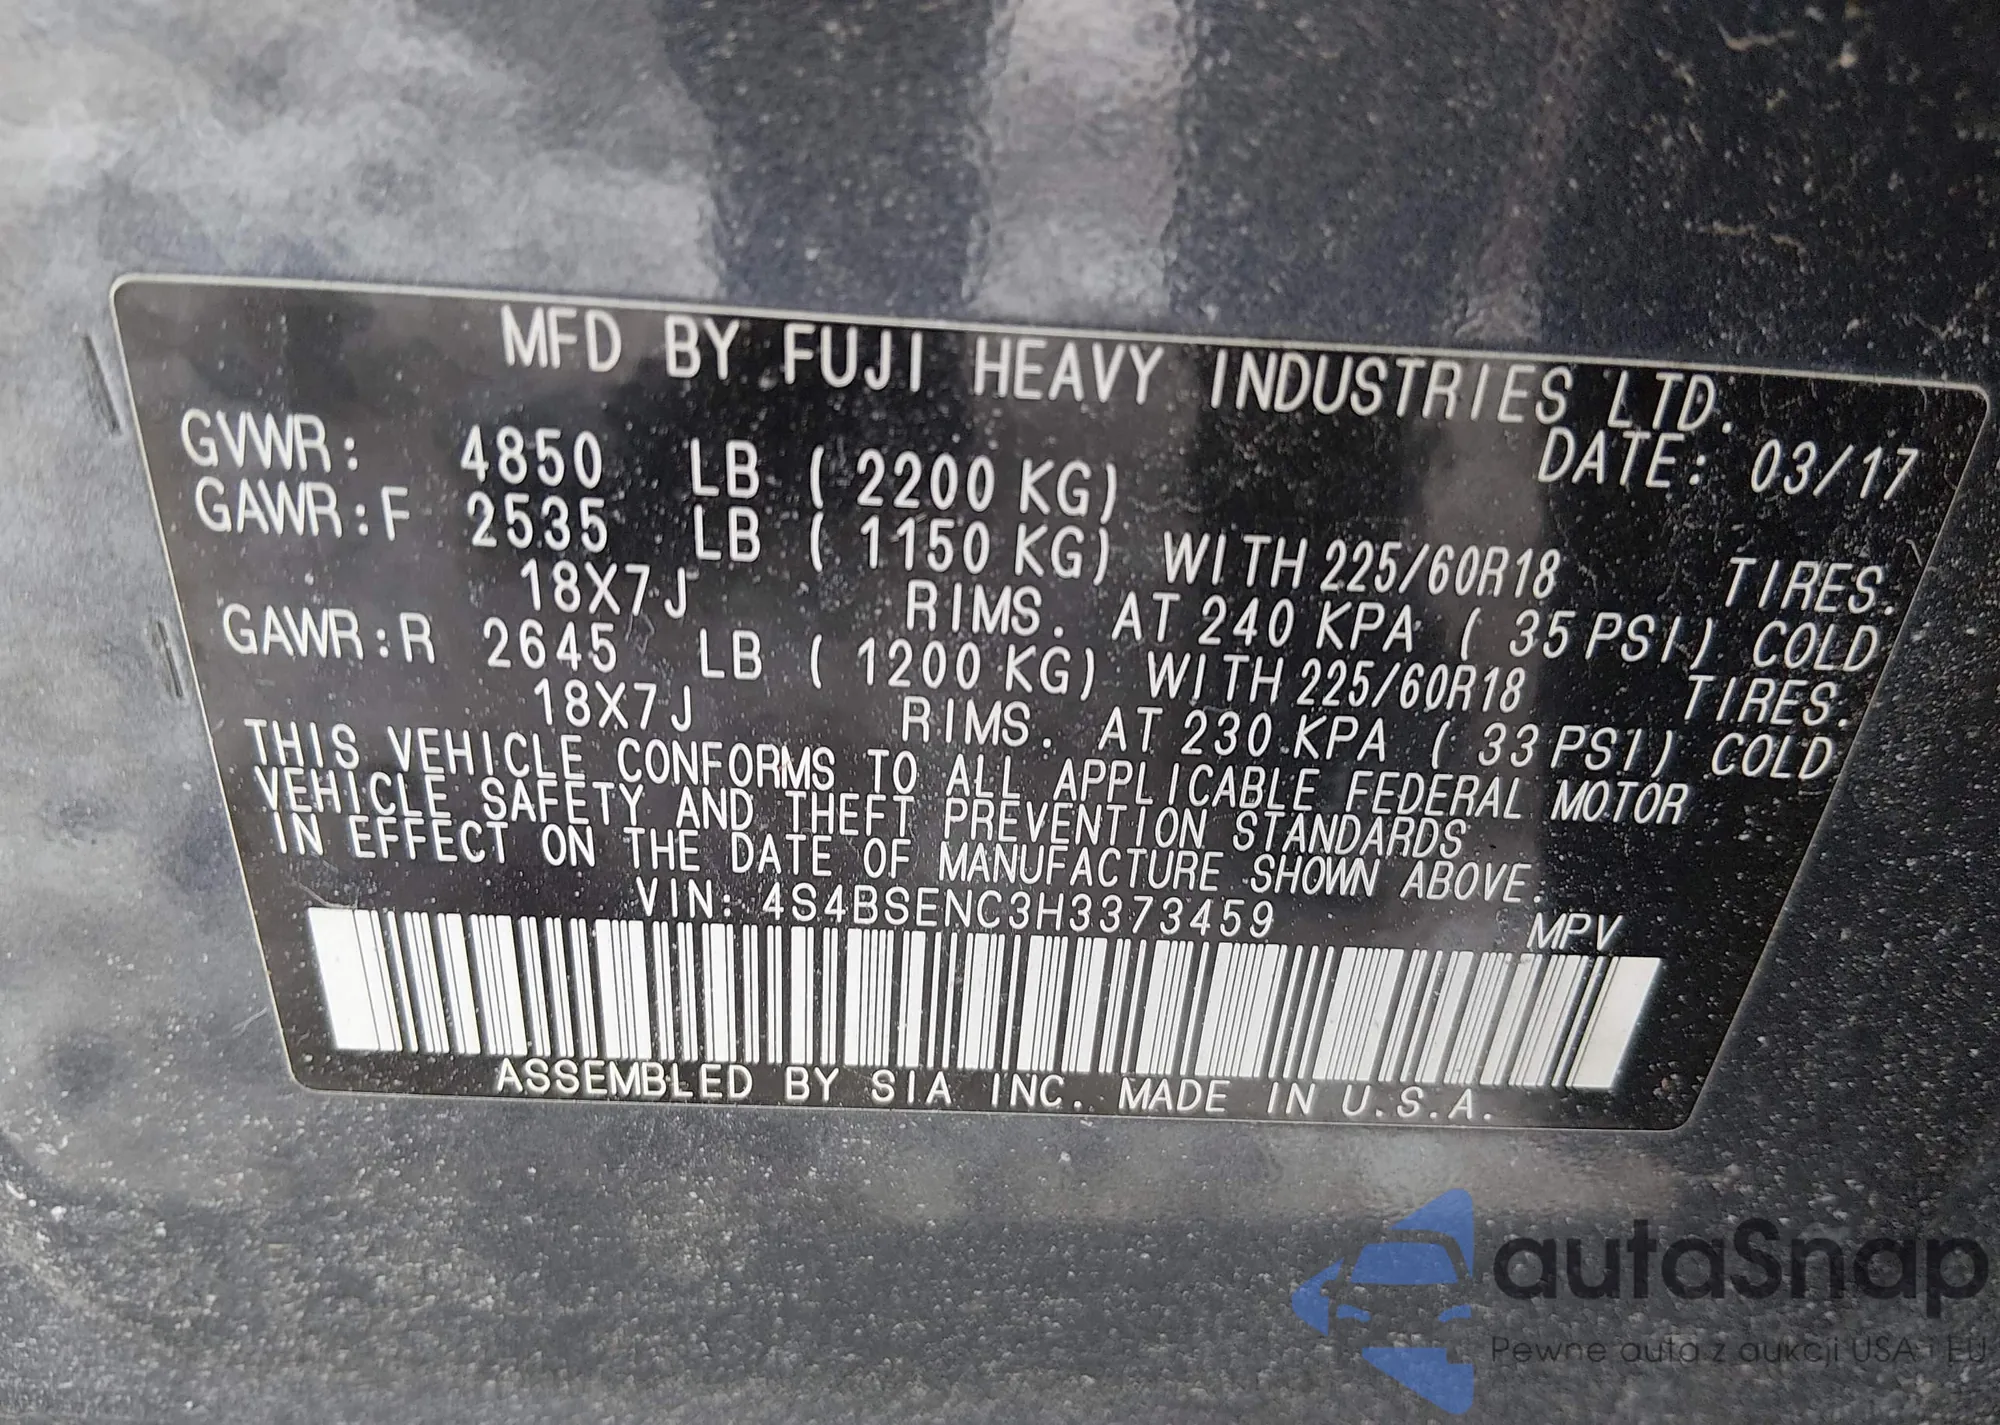 MFD BY FUJI HEAVY INDUSTRIES LTD.
DATE: 03/17
GVWR: 4850 LB ( 2200 KG)
GAWR:F 2535 LB ( 1150 KG) WITH 225/60R18 TIRES.
18X7J RIMS. AT 240 KPA ( 35 PSI) COLD
GAWR:R 2645 LB ( 1200 KG) WITH 225/60R18 TIRES.
18X7J RIMS. AT 230 KPA ( 33 PSI) COLD
THIS VEHICLE CONFORMS TO ALL APPLICABLE FEDERAL MOTOR
VEHICLE SAFETY AND THEFT PREVENTION STANDARDS
IN EFFECT ON THE DATE OF MANUFACTURE SHOWN ABOVE.
VIN: 4S4BSENC3H3373459 MPV
ASSEMBLED BY SIA INC. MADE IN U.S.A.
autaSnap
Pewne auta z aukcji USA i EU